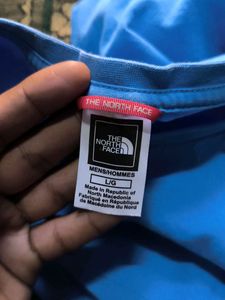 THE NORTH FACE
THE
NORTH
FACE
MENS/HOMMES
L/G
Made in Republic of
North Macedonia
Fabriqué en République
de Macédoine du Nord